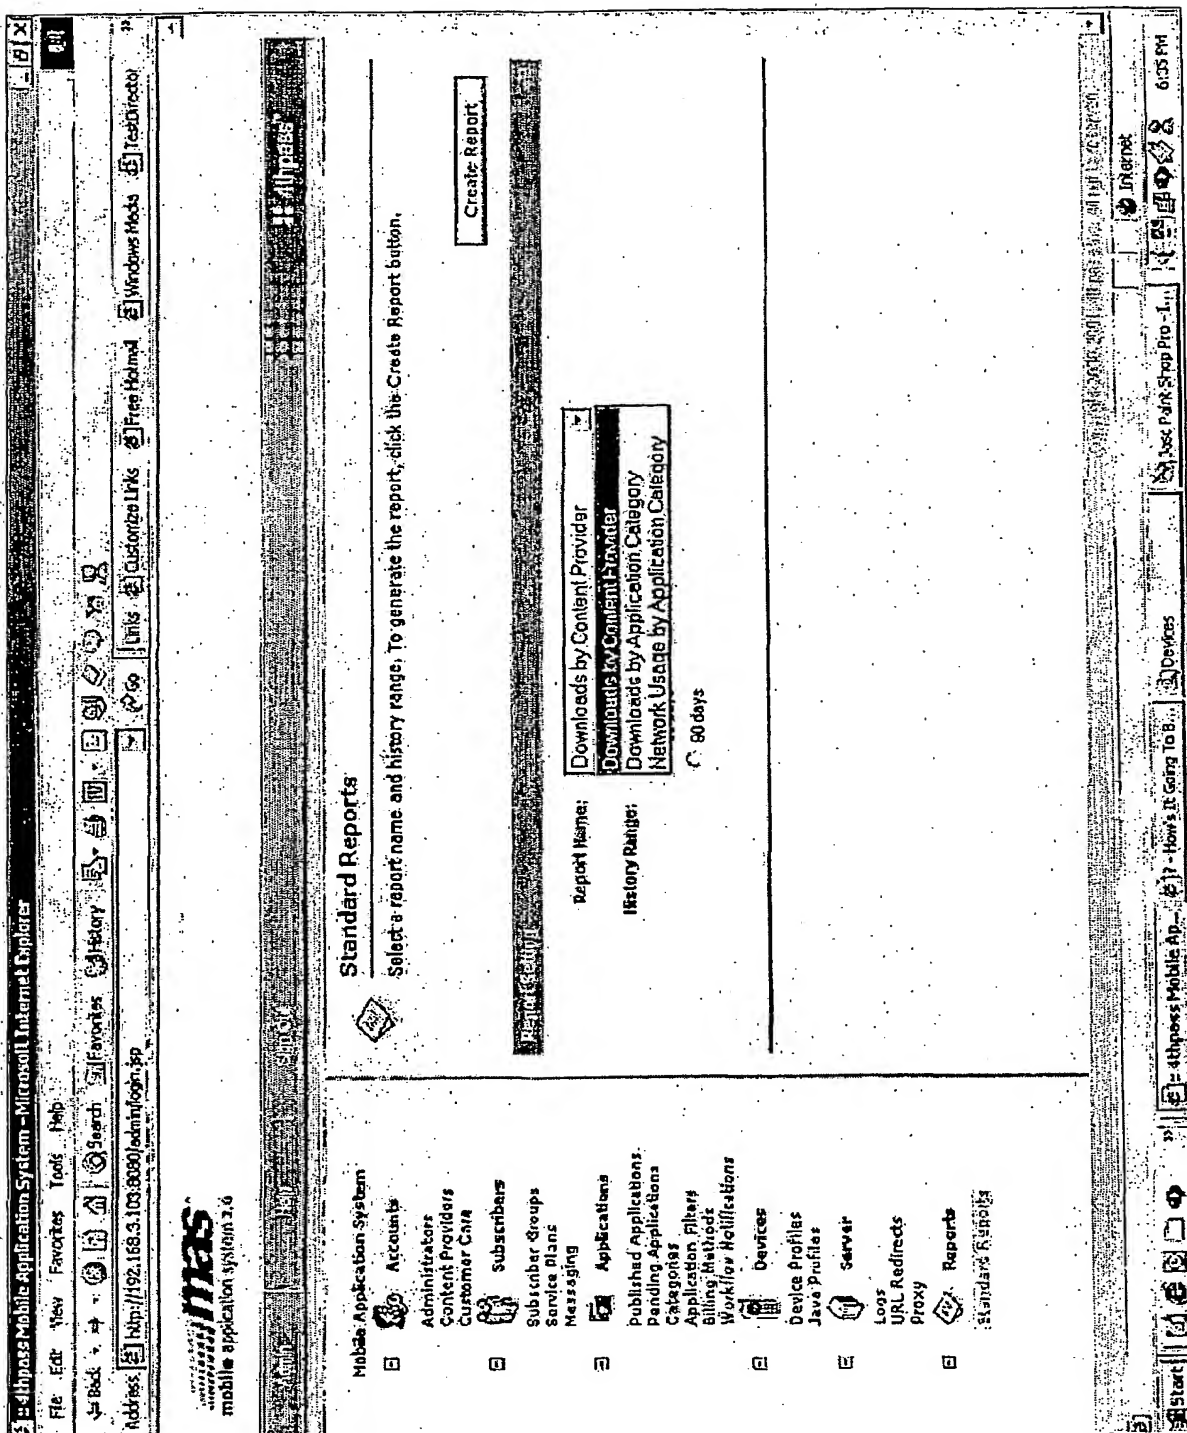 4thpass Mobile Application System - Microsoft Internet Explorer
File Edit View Favorites Tools Help
Back Search Favorites History
Address http://192.168.3.103:8080/admin/login.jsp Go Links Customize Links Free Hotmail Windows Media TestDirector
mas
mobile application system 3.0
4thpass
Mobile Application System
Accounts
Administrators
Content Providers
Customer Care
Subscribers
Subscriber Groups
Service Plans
Messaging
Applications
Published Applications
Pending Applications
Categories
Application Filters
Billing Methods
Workflow Notifications
Devices
Device Profiles
Java Profiles
Server
Logs
URL Redirects
Proxy
Reports
Standard Reports
Standard Reports
Select a report name and history range. To generate the report, click the Create Report button.
Create Report
Report Name: Downloads by Content Provider
Downloads by Content Provider
Downloads by Application Category
Network Usage by Application Category
History Range:
90 days
Internet
Start 4thpass Mobile Ap... ? - How's It Going To B... Devices Jasc Paint Shop Pro - I... 6:35 PM